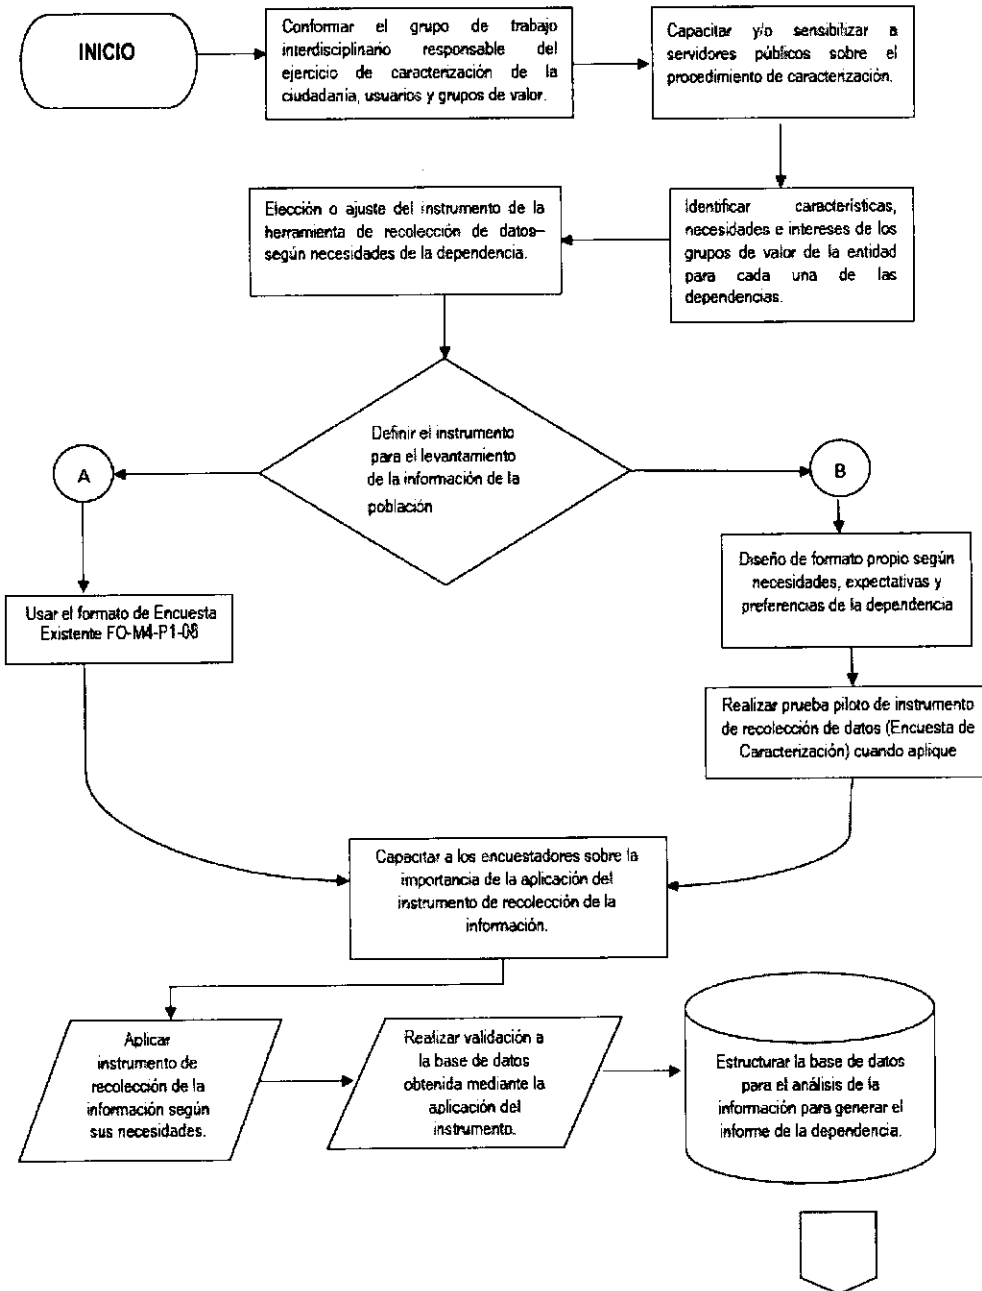 INICIO
Conformar el grupo de trabajo
interdisciplinario responsable del
ejercicio de caracterización de la
ciudadanía, usuarios y grupos de valor.
Capacitar y/o sensibilizar a
servidores públicos sobre el
procedimiento de caracterización.
Elección o ajuste del instrumento de la
herramienta de recolección de datos–
según necesidades de la dependencia.
Identificar características,
necesidades e intereses de los
grupos de valor de la entidad
para cada una de las
dependencias.
Definir el instrumento
para el levantamiento
de la información de la
población
A
B
Usar el formato de Encuesta
Existente FO-M4-P1-08
Diseño de formato propio según
necesidades, expectativas y
preferencias de la dependencia
Realizar prueba piloto de instrumento
de recolección de datos (Encuesta de
Caracterización) cuando aplique
Capacitar a los encuestadores sobre la
importancia de la aplicación del
instrumento de recolección de la
información.
Aplicar
instrumento de
recolección de la
información según
sus necesidades.
Realizar validación a
la base de datos
obtenida mediante la
aplicación del
instrumento.
Estructurar la base de datos
para el análisis de la
información para generar el
informe de la dependencia.